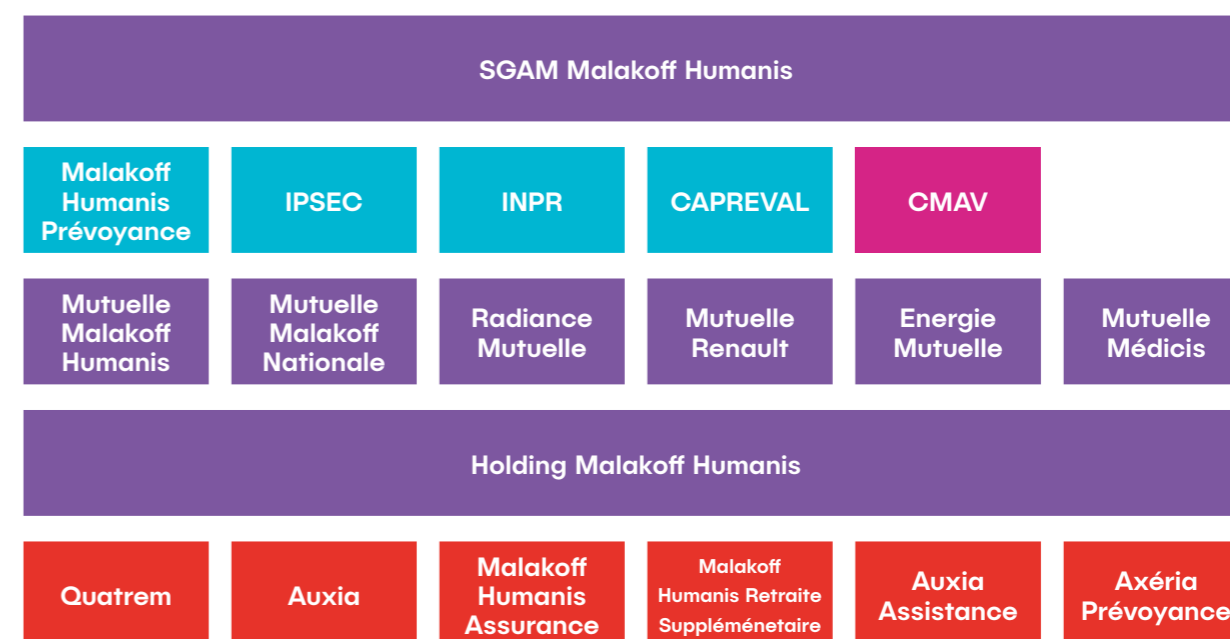 SGAM Malakoff Humanis
Malakoff
Humanis
Prévoyance
IPSEC
INPR
CAPREVAL
CMAV
Mutuelle
Malakoff
Humanis
Mutuelle
Malakoff
Nationale
Radiance
Mutuelle
Mutuelle
Renault
Energie
Mutuelle
Mutuelle
Médicis
Holding Malakoff Humanis
Quatrem
Auxia
Malakoff
Humanis
Assurance
Malakoff
Humanis Retraite
Suppléménetaire
Auxia
Assistance
Axéria
Prévoyance